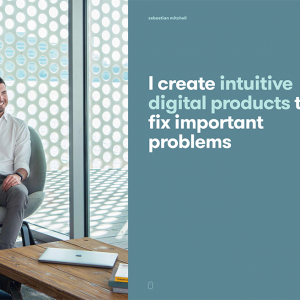 sebastian mitchell
I create intuitive
digital products t
fix important
problems